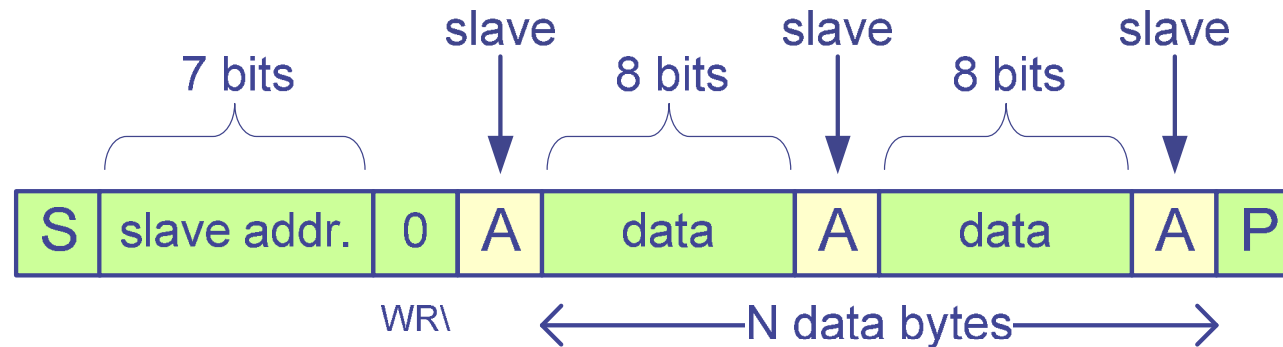 slave slave slave
7 bits 8 bits 8 bits
S slave addr. 0 A data A data A P
WR\ N data bytes